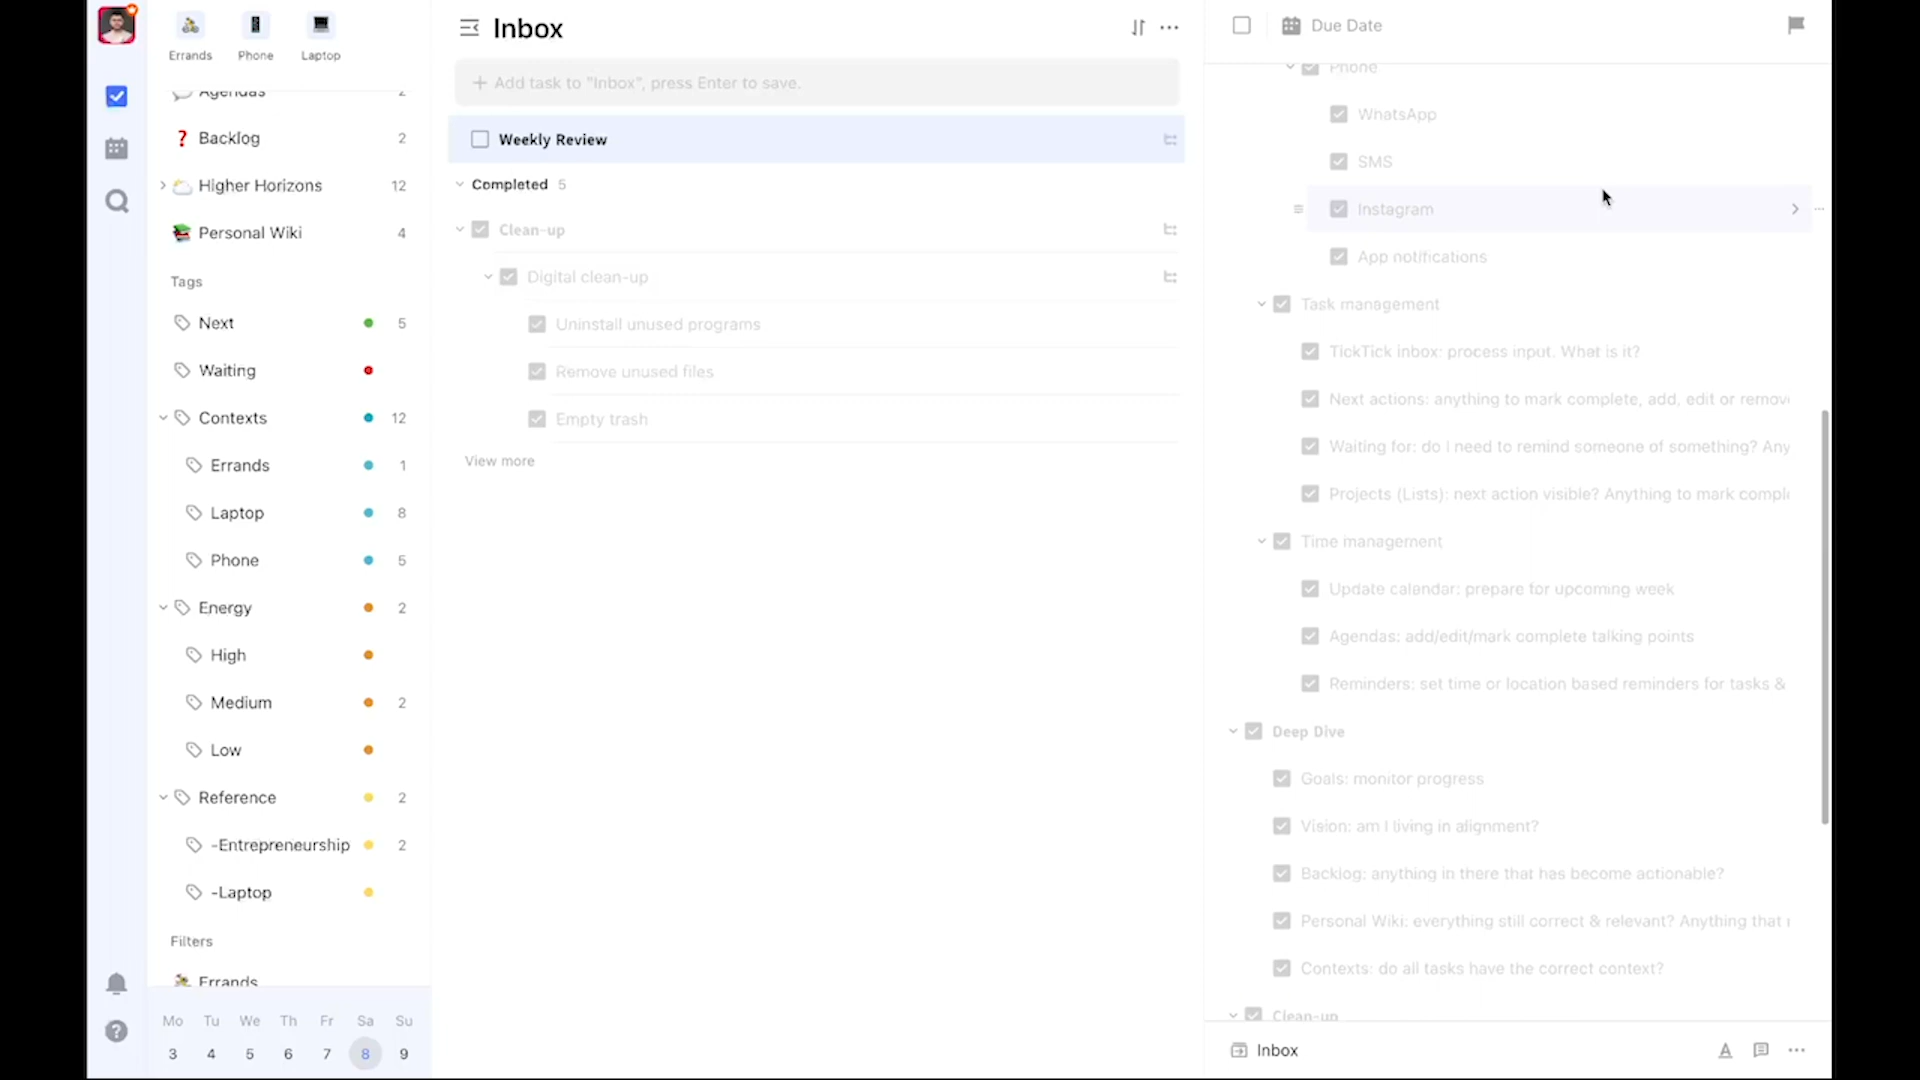 Errands
Phone
Laptop
Agendas 2
Backlog 2
Higher Horizons 12
Personal Wiki 4
Tags
Next 5
Waiting
Contexts 12
Errands 1
Laptop 8
Phone 5
Energy 2
High
Medium 2
Low
Reference 2
-Entrepreneurship 2
-Laptop
Filters
Errands
Mo Tu We Th Fr Sa Su
3 4 5 6 7 8 9
Inbox
+ Add task to "Inbox", press Enter to save.
Weekly Review
Completed 5
Clean-up
Digital clean-up
Uninstall unused programs
Remove unused files
Empty trash
View more
Due Date
Phone
WhatsApp
SMS
Instagram
App notifications
Task management
TickTick inbox: process input. What is it?
Next actions: anything to mark complete, add, edit or remov
Waiting for: do I need to remind someone of something? Any
Projects (Lists): next action visible? Anything to mark compl
Time management
Update calendar: prepare for upcoming week
Agendas: add/edit/mark complete talking points
Reminders: set time or location based reminders for tasks &
Deep Dive
Goals: monitor progress
Vision: am I living in alignment?
Backlog: anything in there that has become actionable?
Personal Wiki: everything still correct & relevant? Anything that
Contexts: do all tasks have the correct context?
Clean-up
Inbox